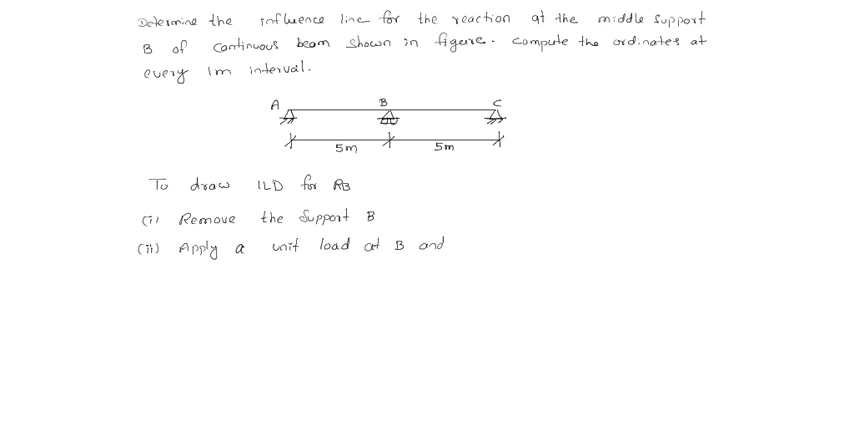 Determine the influence line for the reaction at the middle support
B of continuous beam shown in figure. compute the ordinates at
every 1m interval.
A B C
5m 5m
To draw ILD for RB
(i) Remove the support B
(ii) Apply a unit load at B and